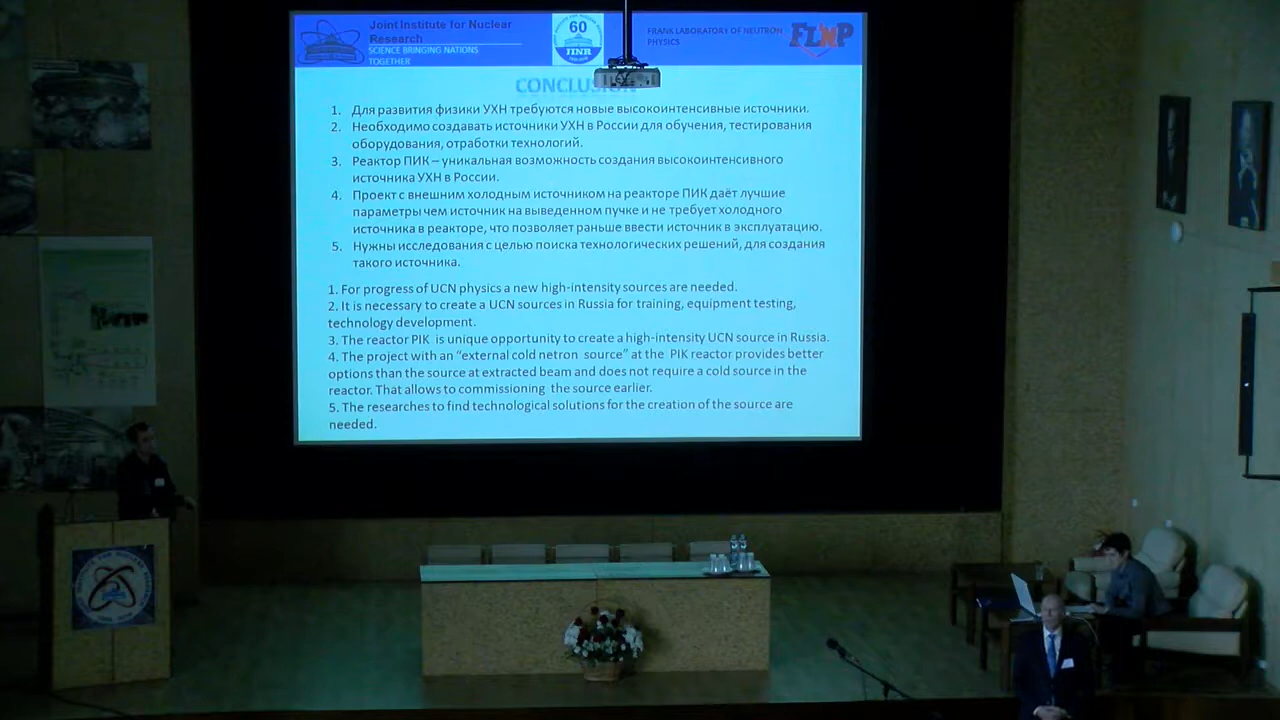 Joint Institute for Nuclear
Research
SCIENCE BRINGING NATIONS
TOGETHER
60
JINR
FRANK LABORATORY OF NEUTRON
PHYSICS
FLNP
1. Для развития физики УХН требуются новые высокоинтенсивные источники.
2. Необходимо создавать источники УХН в России для обучения, тестирования
оборудования, отработки технологий.
3. Реактор ПИК – уникальная возможность создания высокоинтенсивного
источника УХН в России.
4. Проект с внешним холодным источником на реакторе ПИК даёт лучшие
параметры чем источник на выведенном пучке и не требует холодного
источника в реакторе, что позволяет раньше ввести источник в эксплуатацию.
5. Нужны исследования с целью поиска технологических решений, для создания
такого источника.
1. For progress of UCN physics a new high-intensity sources are needed.
2. It is necessary to create a UCN sources in Russia for training, equipment testing,
technology development.
3. The reactor PIK is unique opportunity to create a high-intensity UCN source in Russia.
4. The project with an “external cold netron source” at the PIK reactor provides better
options than the source at extracted beam and does not require a cold source in the
reactor. That allows to commissioning the source earlier.
5. The researches to find technological solutions for the creation of the source are
needed.